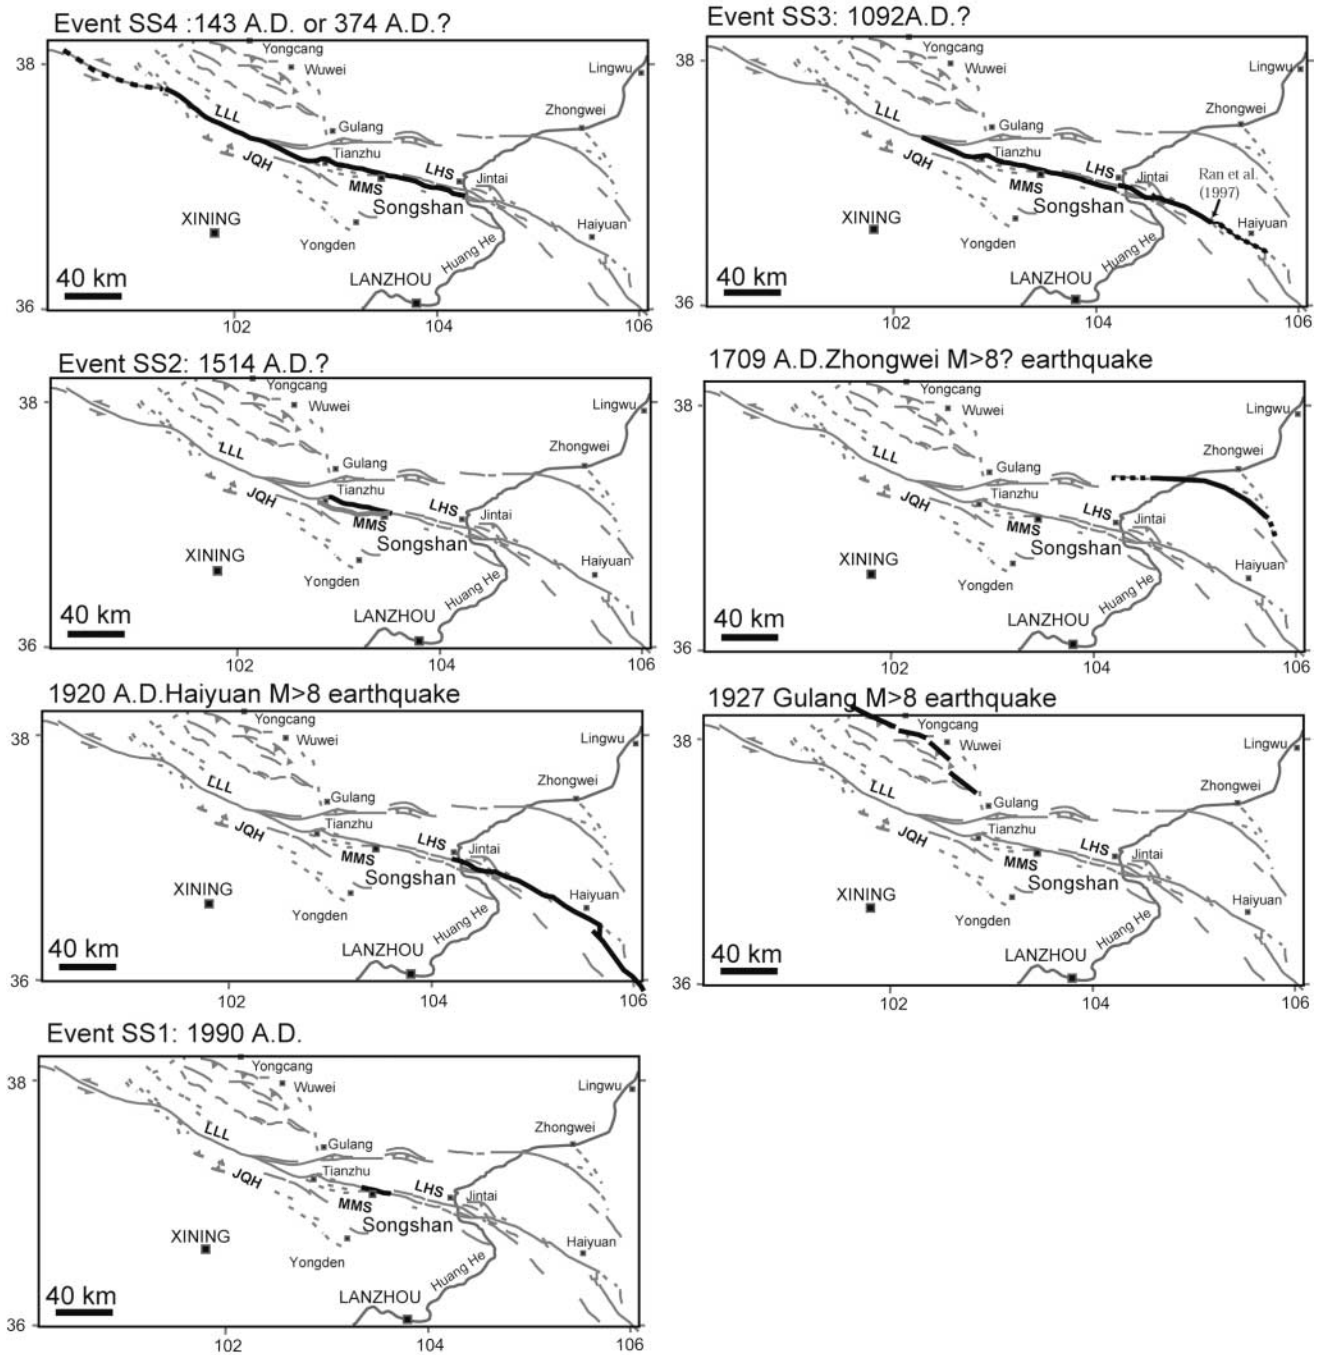 Event SS4 :143 A.D. or 374 A.D.?
38
36
102
104
106
Yongcang
Wuwei
Lingwu
Zhongwei
LLL
Gulang
Tianzhu
JQH
LHS
Jintai
MMS
Songshan
XINING
Haiyuan
Yongden
Huang He
LANZHOU
40 km
Event SS3: 1092A.D.?
38
36
102
104
106
Yongcang
Wuwei
Lingwu
Zhongwei
LLL
Gulang
Tianzhu
JQH
LHS
Jintai
Ran et al.
(1997)
MMS
Songshan
XINING
Haiyuan
Yongden
Huang He
LANZHOU
40 km
Event SS2: 1514 A.D.?
38
36
102
104
106
Yongcang
Wuwei
Lingwu
Zhongwei
LLL
Gulang
Tianzhu
JQH
LHS
Jintai
MMS
Songshan
XINING
Haiyuan
Yongden
Huang He
LANZHOU
40 km
1709 A.D.Zhongwei M>8? earthquake
38
36
102
104
106
Yongcang
Wuwei
Lingwu
Zhongwei
LLL
Gulang
Tianzhu
JQH
LHS
Jintai
MMS
Songshan
XINING
Haiyuan
Yongden
Huang He
LANZHOU
40 km
1920 A.D.Haiyuan M>8 earthquake
38
36
102
104
106
Yongcang
Wuwei
Lingwu
Zhongwei
LLL
Gulang
Tianzhu
JQH
LHS
Jintai
MMS
Songshan
XINING
Haiyuan
Yongden
Huang He
LANZHOU
40 km
1927 Gulang M>8 earthquake
38
36
102
104
106
Yongcang
Wuwei
Lingwu
Zhongwei
LLL
Gulang
Tianzhu
JQH
LHS
Jintai
MMS
Songshan
XINING
Haiyuan
Yongden
Huang He
LANZHOU
40 km
Event SS1: 1990 A.D.
38
36
102
104
106
Yongcang
Wuwei
Lingwu
Zhongwei
LLL
Gulang
Tianzhu
JQH
LHS
Jintai
MMS
Songshan
XINING
Haiyuan
Yongden
Huang He
LANZHOU
40 km